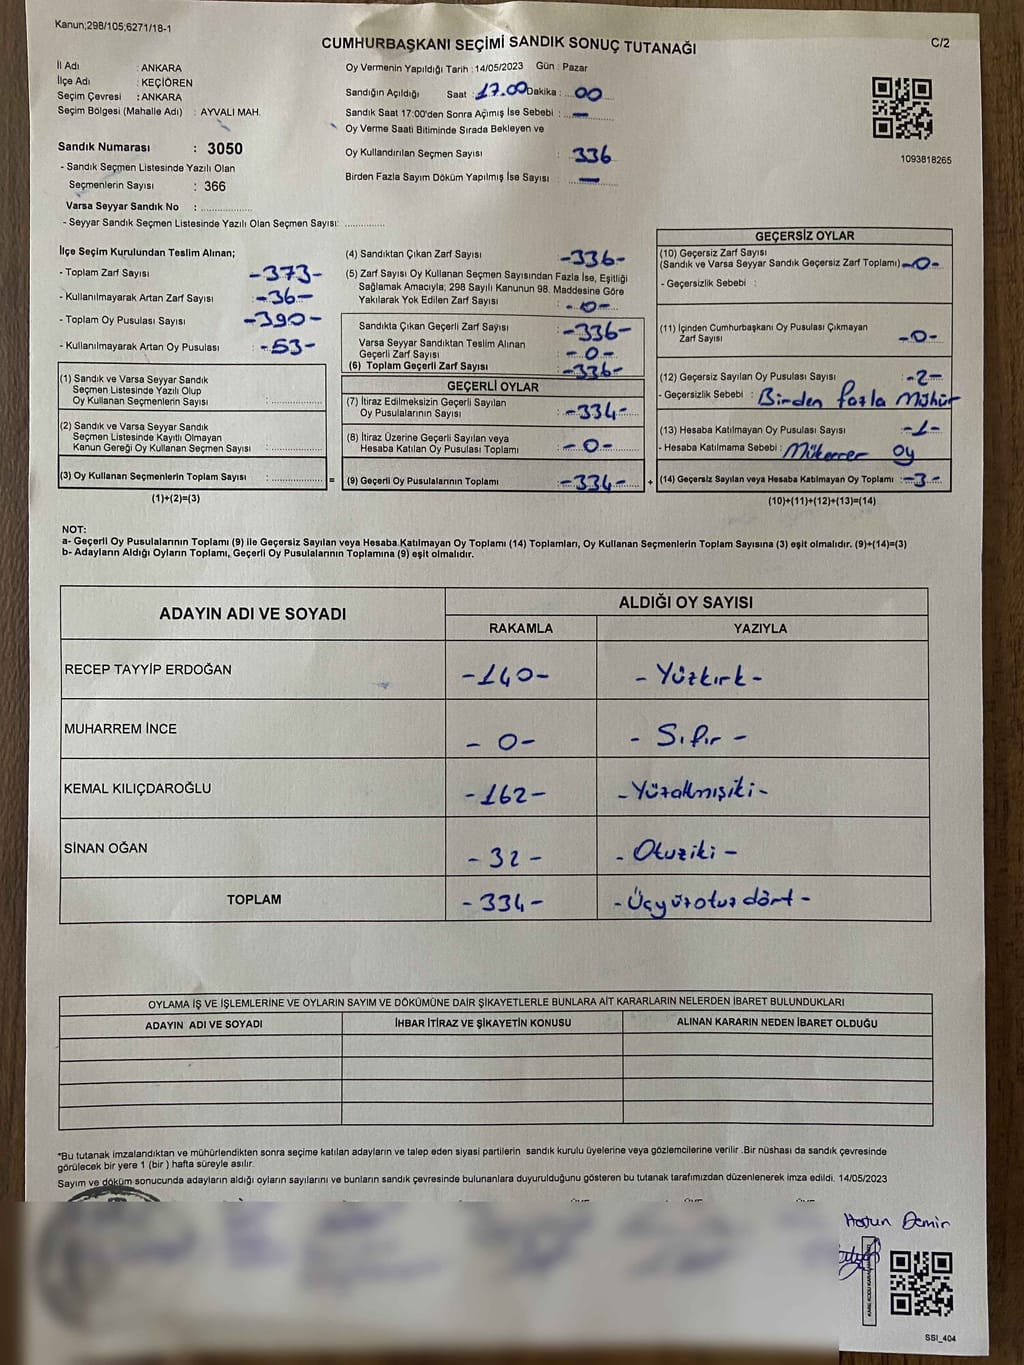 Kanun;298/105,6271/18-1
CUMHURBAŞKANI SEÇİMİ SANDIK SONUÇ TUTANAĞI
C/2
İl Adı : ANKARA
İlçe Adı : KEÇİÖREN
Seçim Çevresi : ANKARA
Seçim Bölgesi (Mahalle Adı) : AYVALI MAH.
Oy Vermenin Yapıldığı Tarih : 14/05/2023 Gün : Pazar
Sandığın Açıldığı Saat : 17.00 Dakika : 00
Sandık Saat 17:00'den Sonra Açılmış İse Sebebi : —
Oy Verme Saati Bitiminde Sırada Bekleyen ve
Oy Kullandırılan Seçmen Sayısı : 336
Birden Fazla Sayım Döküm Yapılmış İse Sayısı : —
1093818265
Sandık Numarası : 3050
- Sandık Seçmen Listesinde Yazılı Olan
Seçmenlerin Sayısı : 366
Varsa Seyyar Sandık No : ..................
- Seyyar Sandık Seçmen Listesinde Yazılı Olan Seçmen Sayısı: ..............
İlçe Seçim Kurulundan Teslim Alınan;
- Toplam Zarf Sayısı -373-
- Kullanılmayarak Artan Zarf Sayısı : -36-
- Toplam Oy Pusulası Sayısı -390-
- Kullanılmayarak Artan Oy Pusulası : -53-
(1) Sandık ve Varsa Seyyar Sandık
Seçmen Listesinde Yazılı Olup
Oy Kullanan Seçmenlerin Sayısı : ..................
(2) Sandık ve Varsa Seyyar Sandık
Seçmen Listesinde Kayıtlı Olmayan
Kanun Gereği Oy Kullanan Seçmen Sayısı : ..................
(3) Oy Kullanan Seçmenlerin Toplam Sayısı : ..................
(1)+(2)=(3)
=
(4) Sandıktan Çıkan Zarf Sayısı : -336-
(5) Zarf Sayısı Oy Kullanan Seçmen Sayısından Fazla İse, Eşitliği
Sağlamak Amacıyla; 298 Sayılı Kanunun 98. Maddesine Göre
Yakılarak Yok Edilen Zarf Sayısı : -0-
Sandıkta Çıkan Geçerli Zarf Sayısı : -336-
Varsa Seyyar Sandıktan Teslim Alınan
Geçerli Zarf Sayısı : -0-
(6) Toplam Geçerli Zarf Sayısı : -336-
GEÇERLİ OYLAR
(7) İtiraz Edilmeksizin Geçerli Sayılan
Oy Pusulalarının Sayısı : -334-
(8) İtiraz Üzerine Geçerli Sayılan veya
Hesaba Katılan Oy Pusulası Toplamı : -0-
(9) Geçerli Oy Pusulalarının Toplamı : -334-
+
GEÇERSİZ OYLAR
(10) Geçersiz Zarf Sayısı
(Sandık ve Varsa Seyyar Sandık Geçersiz Zarf Toplamı) -0-
- Geçersizlik Sebebi :
(11) İçinden Cumhurbaşkanı Oy Pusulası Çıkmayan
Zarf Sayısı -0-
(12) Geçersiz Sayılan Oy Pusulası Sayısı : -2-
- Geçersizlik Sebebi : Birden fazla Mühür
(13) Hesaba Katılmayan Oy Pusulası Sayısı : -1-
- Hesaba Katılmama Sebebi : Mükerrer oy
(14) Geçersiz Sayılan veya Hesaba Katılmayan Oy Toplamı : -3-
(10)+(11)+(12)+(13)=(14)
NOT:
a- Geçerli Oy Pusulalarının Toplamı (9) ile Geçersiz Sayılan veya Hesaba Katılmayan Oy Toplamı (14) Toplamları, Oy Kullanan Seçmenlerin Toplam Sayısına (3) eşit olmalıdır. (9)+(14)=(3)
b- Adayların Aldığı Oyların Toplamı, Geçerli Oy Pusulalarının Toplamına (9) eşit olmalıdır.
ADAYIN ADI VE SOYADI
ALDIĞI OY SAYISI
RAKAMLA YAZIYLA
RECEP TAYYİP ERDOĞAN -140- - Yüzkırk -
MUHARREM İNCE - 0 - - Sıfır -
KEMAL KILIÇDAROĞLU -162- - Yüzaltmışiki -
SİNAN OĞAN - 32 - - Otuziki -
TOPLAM - 334 - - Üçyüzotuzdört -
OYLAMA İŞ VE İŞLEMLERİNE VE OYLARIN SAYIM VE DÖKÜMÜNE DAİR ŞİKAYETLERLE BUNLARA AİT KARARLARIN NELERDEN İBARET BULUNDUKLARI
ADAYIN ADI VE SOYADI İHBAR İTİRAZ VE ŞİKAYETİN KONUSU ALINAN KARARIN NEDEN İBARET OLDUĞU
*Bu tutanak imzalandıktan ve mühürlendikten sonra seçime katılan adayların ve talep eden siyasi partilerin sandık kurulu üyelerine veya gözlemcilerine verilir .Bir nüshası da sandık çevresinde
görülecek bir yere 1 (bir ) hafta süreyle asılır.
Sayım ve döküm sonucunda adayların aldığı oyların sayılarını ve bunların sandık çevresinde bulunanlara duyurulduğunu gösteren bu tutanak tarafımızdan düzenlenerek imza edildi. 14/05/2023
Demir
SSI_404